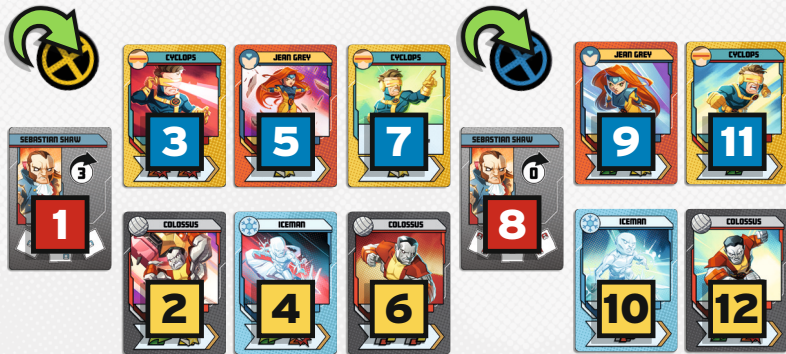 SEBASTIAN SHAW
3
1
CYCLOPS
3
JEAN GREY
5
CYCLOPS
7
COLOSSUS
2
ICEMAN
4
COLOSSUS
6
SEBASTIAN SHAW
0
8
JEAN GREY
9
CYCLOPS
11
ICEMAN
10
COLOSSUS
12